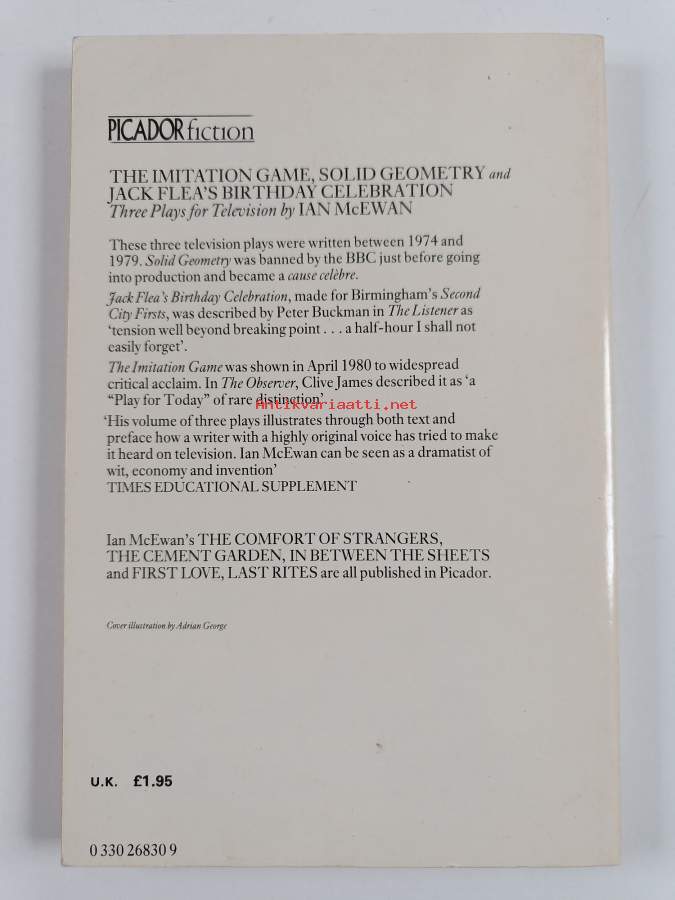 PICADOR fiction
THE IMITATION GAME, SOLID GEOMETRY and
JACK FLEA'S BIRTHDAY CELEBRATION
Three Plays for Television by IAN McEWAN
These three television plays were written between 1974 and
1979. Solid Geometry was banned by the BBC just before going
into production and became a cause celèbre.
Jack Flea's Birthday Celebration, made for Birmingham's Second
City Firsts, was described by Peter Buckman in The Listener as
'tension well beyond breaking point . . . a half-hour I shall not
easily forget'.
The Imitation Game was shown in April 1980 to widespread
critical acclaim. In The Observer, Clive James described it as 'a
“Play for Today” of rare distinction'
Antikvariaatti.net
'His volume of three plays illustrates through both text and
preface how a writer with a highly original voice has tried to make
it heard on television. Ian McEwan can be seen as a dramatist of
wit, economy and invention'
TIMES EDUCATIONAL SUPPLEMENT
Ian McEwan's THE COMFORT OF STRANGERS,
THE CEMENT GARDEN, IN BETWEEN THE SHEETS
and FIRST LOVE, LAST RITES are all published in Picador.
Cover illustration by Adrian George
U.K. £1.95
0 330 26830 9